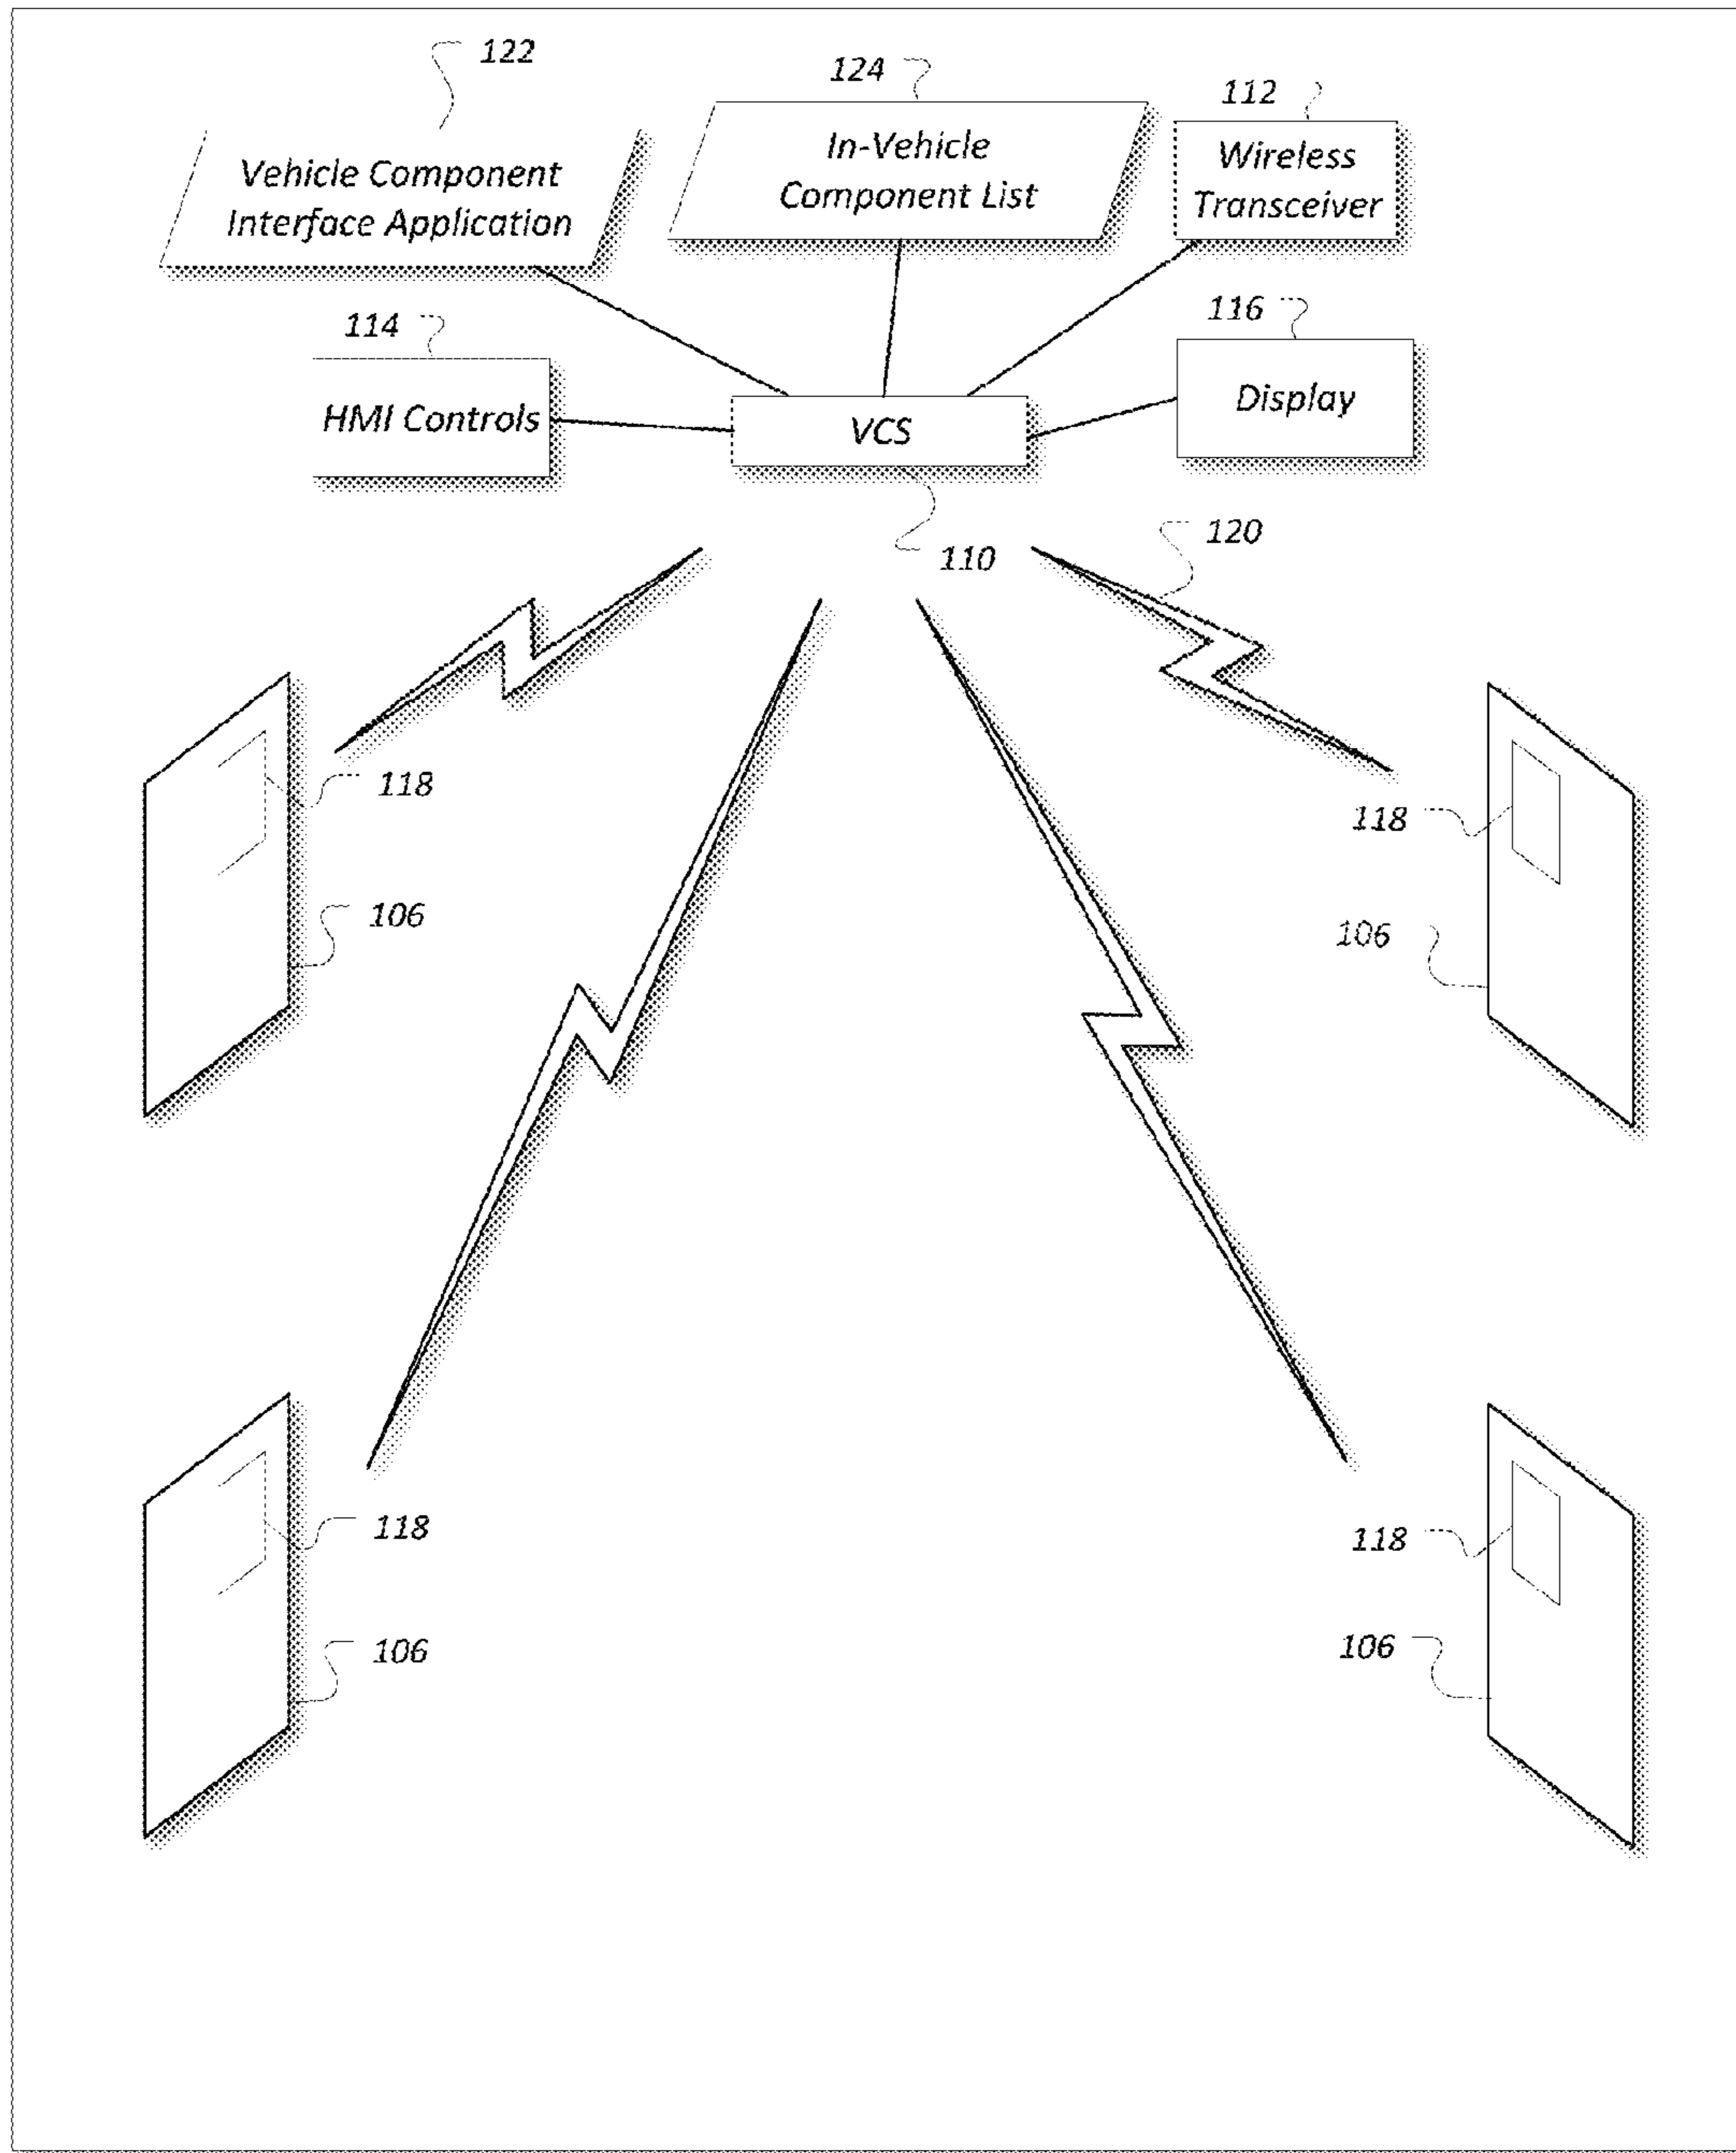 122
124
112
Vehicle Component
Interface Application
In-Vehicle
Component List
Wireless
Transceiver
114
116
HMI Controls
VCS
Display
110
120
118
118
106
106
118
118
106
106